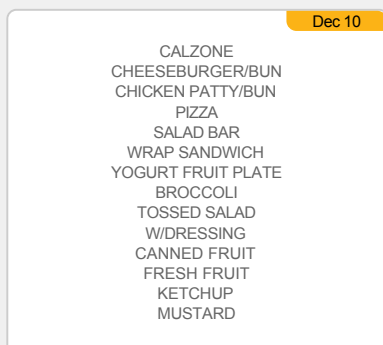 Dec 10
CALZONE
CHEESEBURGER/BUN
CHICKEN PATTY/BUN
PIZZA
SALAD BAR
WRAP SANDWICH
YOGURT FRUIT PLATE
BROCCOLI
TOSSED SALAD
W/DRESSING
CANNED FRUIT
FRESH FRUIT
KETCHUP
MUSTARD